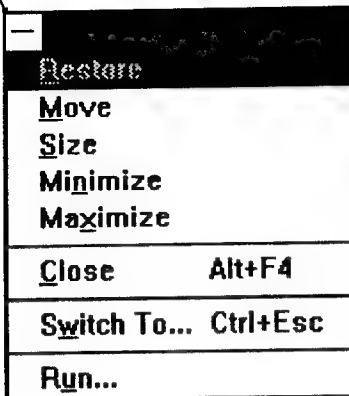 Restore
Move
Size
Minimize
Maximize
Close Alt+F4
Switch To... Ctrl+Esc
Run...